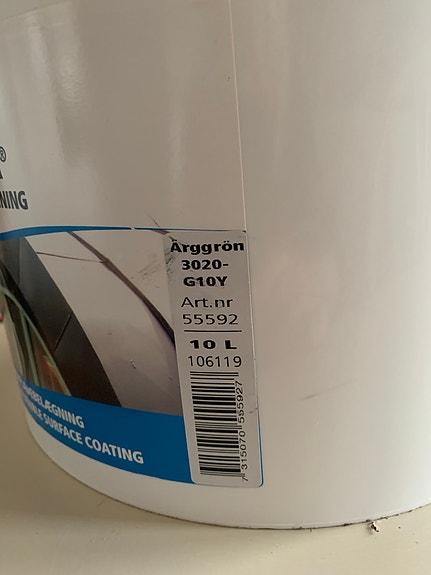 ®
NING
Ärggrön
3020-
G10Y
Art.nr
55592
10 L
106119
7 315070 555927
SURFACE COATING